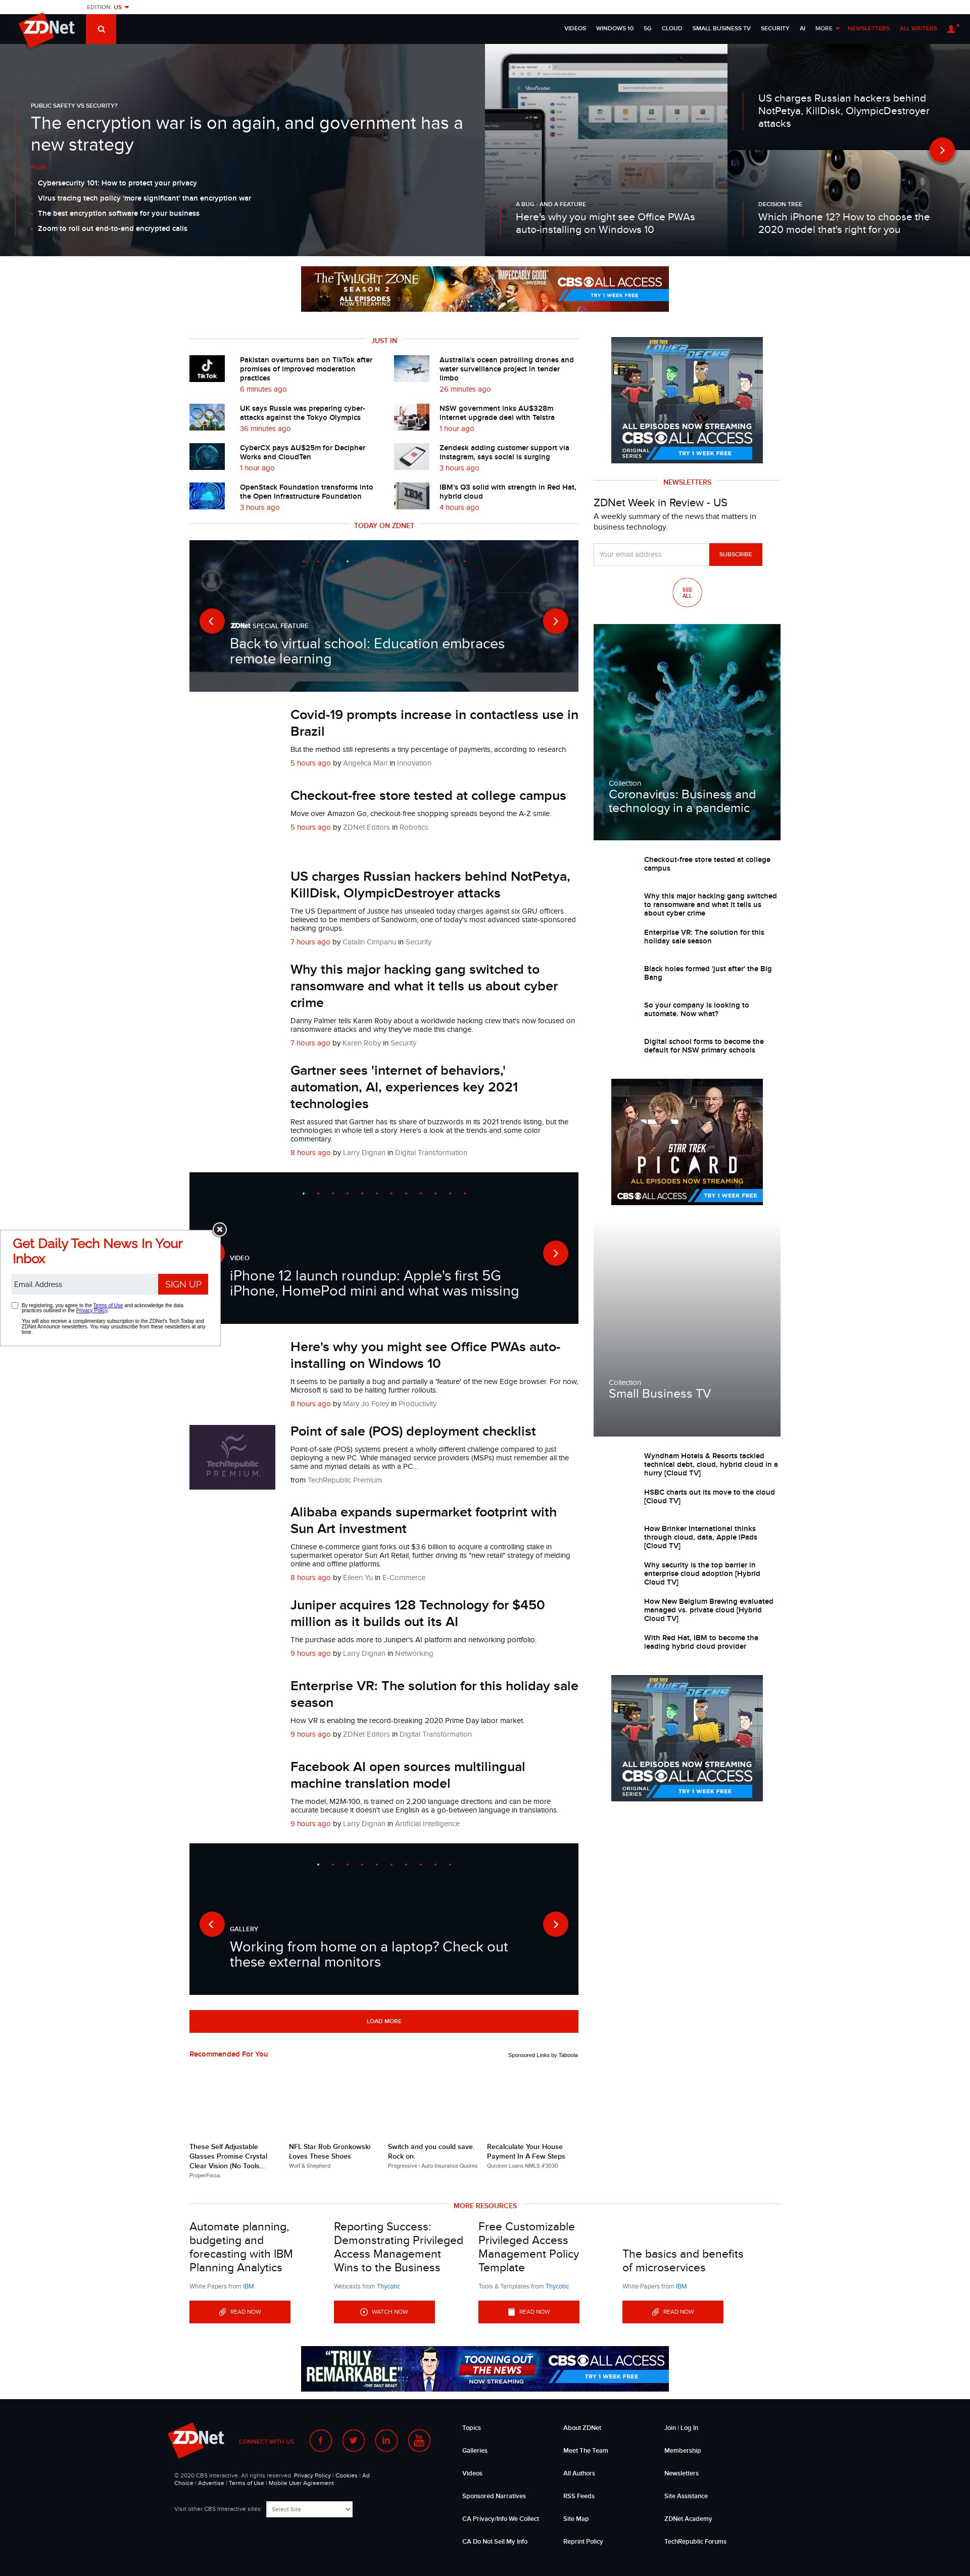 EDITION: US
ZDNet
VIDEOS WINDOWS 10 5G CLOUD SMALL BUSINESS TV SECURITY AI MORE NEWSLETTERS ALL WRITERS
PUBLIC SAFETY VS SECURITY?
The encryption war is on again, and government has a
new strategy
PLUS
Cybersecurity 101: How to protect your privacy
Virus tracing tech policy 'more significant' than encryption war
The best encryption software for your business
Zoom to roll out end-to-end encrypted calls
A BUG - AND A FEATURE
Here's why you might see Office PWAs
auto-installing on Windows 10
US charges Russian hackers behind
NotPetya, KillDisk, OlympicDestroyer
attacks
DECISION TREE
Which iPhone 12? How to choose the
2020 model that's right for you
THE TWILIGHT ZONE
SEASON 2
ALL EPISODES
NOW STREAMING
"IMPECCABLY GOOD"
-INVERSE
CBS ALL ACCESS
TRY 1 WEEK FREE
JUST IN
TikTok
Pakistan overturns ban on TikTok after
promises of improved moderation
practices
6 minutes ago
Australia's ocean patrolling drones and
water surveillance project in tender
limbo
26 minutes ago
UK says Russia was preparing cyber-
attacks against the Tokyo Olympics
36 minutes ago
NSW government inks AU$328m
internet upgrade deal with Telstra
1 hour ago
CyberCX pays AU$25m for Decipher
Works and CloudTen
1 hour ago
Zendesk adding customer support via
Instagram, says social is surging
3 hours ago
OpenStack Foundation transforms into
the Open Infrastructure Foundation
3 hours ago
IBM
IBM's Q3 solid with strength in Red Hat,
hybrid cloud
4 hours ago
TODAY ON ZDNET
ZDNet SPECIAL FEATURE
Back to virtual school: Education embraces
remote learning
Covid-19 prompts increase in contactless use in
Brazil
But the method still represents a tiny percentage of payments, according to research.
5 hours ago by Angelica Mari in Innovation
Checkout-free store tested at college campus
Move over Amazon Go, checkout-free shopping spreads beyond the A-Z smile.
5 hours ago by ZDNet Editors in Robotics
US charges Russian hackers behind NotPetya,
KillDisk, OlympicDestroyer attacks
The US Department of Justice has unsealed today charges against six GRU officers
believed to be members of Sandworm, one of today's most advanced state-sponsored
hacking groups.
7 hours ago by Catalin Cimpanu in Security
Why this major hacking gang switched to
ransomware and what it tells us about cyber
crime
Danny Palmer tells Karen Roby about a worldwide hacking crew that's now focused on
ransomware attacks and why they've made this change.
7 hours ago by Karen Roby in Security
Gartner sees 'internet of behaviors,'
automation, AI, experiences key 2021
technologies
Rest assured that Gartner has its share of buzzwords in its 2021 trends listing, but the
technologies in whole tell a story. Here's a look at the trends and some color
commentary.
8 hours ago by Larry Dignan in Digital Transformation
VIDEO
iPhone 12 launch roundup: Apple's first 5G
iPhone, HomePod mini and what was missing
Get Daily Tech News In Your
Inbox
Email Address
SIGN UP
By registering, you agree to the Terms of Use and acknowledge the data
practices outlined in the Privacy Policy.
You will also receive a complimentary subscription to the ZDNet's Tech Today and
ZDNet Announce newsletters. You may unsubscribe from these newsletters at any
time.
Here's why you might see Office PWAs auto-
installing on Windows 10
It seems to be partially a bug and partially a 'feature' of the new Edge browser. For now,
Microsoft is said to be halting further rollouts.
8 hours ago by Mary Jo Foley in Productivity
TechRepublic
PREMIUM.
Point of sale (POS) deployment checklist
Point-of-sale (POS) systems present a wholly different challenge compared to just
deploying a new PC. While managed service providers (MSPs) must remember all the
same and myriad details as with a PC...
from TechRepublic Premium
Alibaba expands supermarket footprint with
Sun Art investment
Chinese e-commerce giant forks out $3.6 billion to acquire a controlling stake in
supermarket operator Sun Art Retail, further driving its "new retail" strategy of melding
online and offline platforms.
8 hours ago by Eileen Yu in E-Commerce
Juniper acquires 128 Technology for $450
million as it builds out its AI
The purchase adds more to Juniper's AI platform and networking portfolio.
9 hours ago by Larry Dignan in Networking
Enterprise VR: The solution for this holiday sale
season
How VR is enabling the record-breaking 2020 Prime Day labor market.
9 hours ago by ZDNet Editors in Digital Transformation
Facebook AI open sources multilingual
machine translation model
The model, M2M-100, is trained on 2,200 language directions and can be more
accurate because it doesn't use English as a go-between language in translations.
9 hours ago by Larry Dignan in Artificial Intelligence
GALLERY
Working from home on a laptop? Check out
these external monitors
LOAD MORE
STAR TREK
LOWER DECKS
ALL EPISODES NOW STREAMING
CBS ALL ACCESS
ORIGINAL
SERIES
TRY 1 WEEK FREE
NEWSLETTERS
ZDNet Week in Review - US
A weekly summary of the news that matters in
business technology.
Your email address
SUBSCRIBE
SEE
ALL
Collection
Coronavirus: Business and
technology in a pandemic
Checkout-free store tested at college
campus
Why this major hacking gang switched
to ransomware and what it tells us
about cyber crime
Enterprise VR: The solution for this
holiday sale season
Black holes formed 'just after' the Big
Bang
So your company is looking to
automate. Now what?
Digital school forms to become the
default for NSW primary schools
STAR TREK
PICARD
ALL EPISODES NOW STREAMING
CBS ALL ACCESS
TRY 1 WEEK FREE
Collection
Small Business TV
Wyndham Hotels & Resorts tackled
technical debt, cloud, hybrid cloud in a
hurry [Cloud TV]
HSBC charts out its move to the cloud
[Cloud TV]
How Brinker International thinks
through cloud, data, Apple iPads
[Cloud TV]
Why security is the top barrier in
enterprise cloud adoption [Hybrid
Cloud TV]
How New Belgium Brewing evaluated
managed vs. private cloud [Hybrid
Cloud TV]
With Red Hat, IBM to become the
leading hybrid cloud provider
STAR TREK
LOWER DECKS
ALL EPISODES NOW STREAMING
CBS ALL ACCESS
ORIGINAL
SERIES
TRY 1 WEEK FREE
Recommended For You
Sponsored Links by Taboola
These Self Adjustable
Glasses Promise Crystal
Clear Vision (No Tools...
ProperFocus
NFL Star Rob Gronkowski
Loves These Shoes
Wolf & Shepherd
Switch and you could save.
Rock on.
Progressive | Auto Insurance Quotes
Recalculate Your House
Payment In A Few Steps
Quicken Loans NMLS #3030
MORE RESOURCES
Automate planning,
budgeting and
forecasting with IBM
Planning Analytics
White Papers from IBM
READ NOW
Reporting Success:
Demonstrating Privileged
Access Management
Wins to the Business
Webcasts from Thycotic
WATCH NOW
Free Customizable
Privileged Access
Management Policy
Template
Tools & Templates from Thycotic
READ NOW
The basics and benefits
of microservices
White Papers from IBM
READ NOW
"TRULY
REMARKABLE"
-THE DAILY BEAST
TOONING OUT
THE NEWS
NOW STREAMING
CBS ALL ACCESS
TRY 1 WEEK FREE
ZDNet
CONNECT WITH US
© 2020 CBS Interactive. All rights reserved. Privacy Policy | Cookies | Ad
Choice | Advertise | Terms of Use | Mobile User Agreement
Visit other CBS Interactive sites: Select Site
Topics
Galleries
Videos
Sponsored Narratives
CA Privacy/Info We Collect
CA Do Not Sell My Info
About ZDNet
Meet The Team
All Authors
RSS Feeds
Site Map
Reprint Policy
Join | Log In
Membership
Newsletters
Site Assistance
ZDNet Academy
TechRepublic Forums